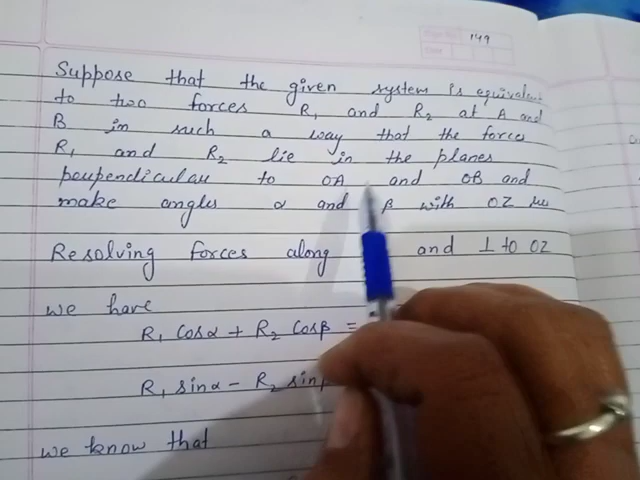 149
Suppose that the given system is equivalent
to two forces R₁ and R₂ at A and
B in such a way that the forces
R₁ and R₂ lie in the planes
perpendicular to OA and OB and
make angles α and β with OZ
Resolving forces along and ⊥ to OZ
we have
R₁ cosα + R₂ cosβ =
R₁ sinα - R₂ sin
we know that